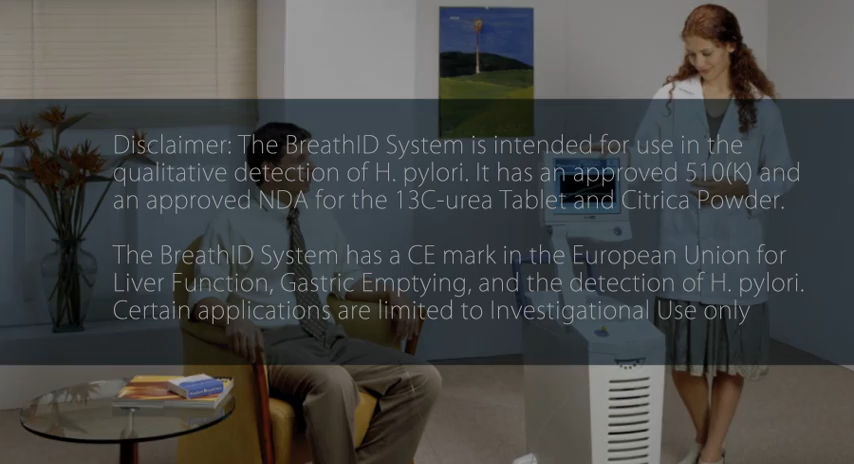 Disclaimer: The BreathID System is intended for use in the
qualitative detection of H. pylori. It has an approved 510(K) and
an approved NDA for the 13C-urea Tablet and Citrica Powder.
The BreathID System has a CE mark in the European Union for
Liver Function, Gastric Emptying, and the detection of H. pylori.
Certain applications are limited to Investigational Use only